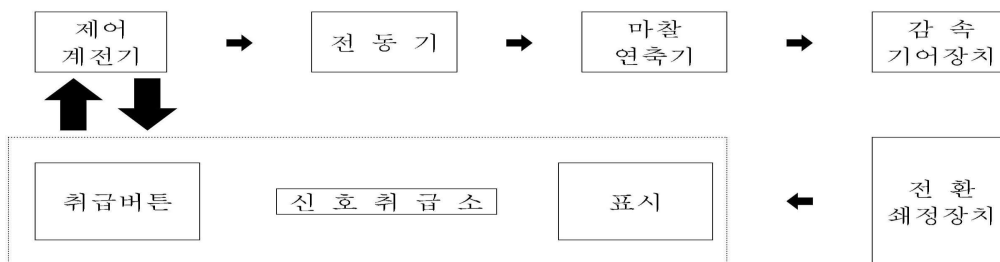 제어
계전기
전 동 기
마찰
연축기
감 속
기어장치
취급버튼
신 호 취 급 소
표시
전 환
쇄정장치